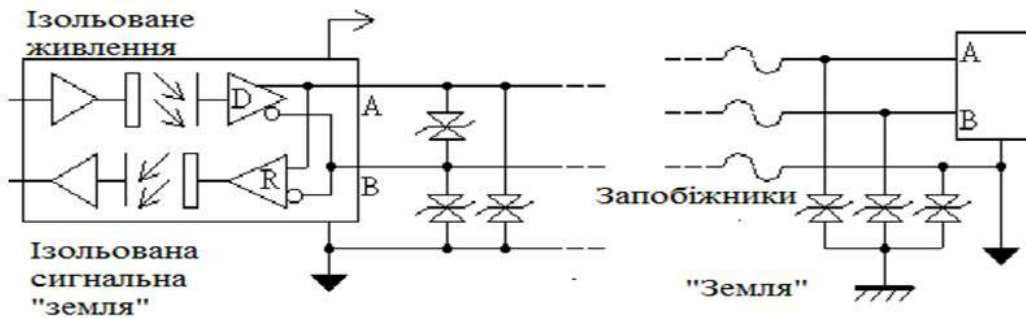 Ізольоване
живлення
D
A
R
B
Ізольована
сигнальна
"земля"
A
B
Запобіжники
"Земля"